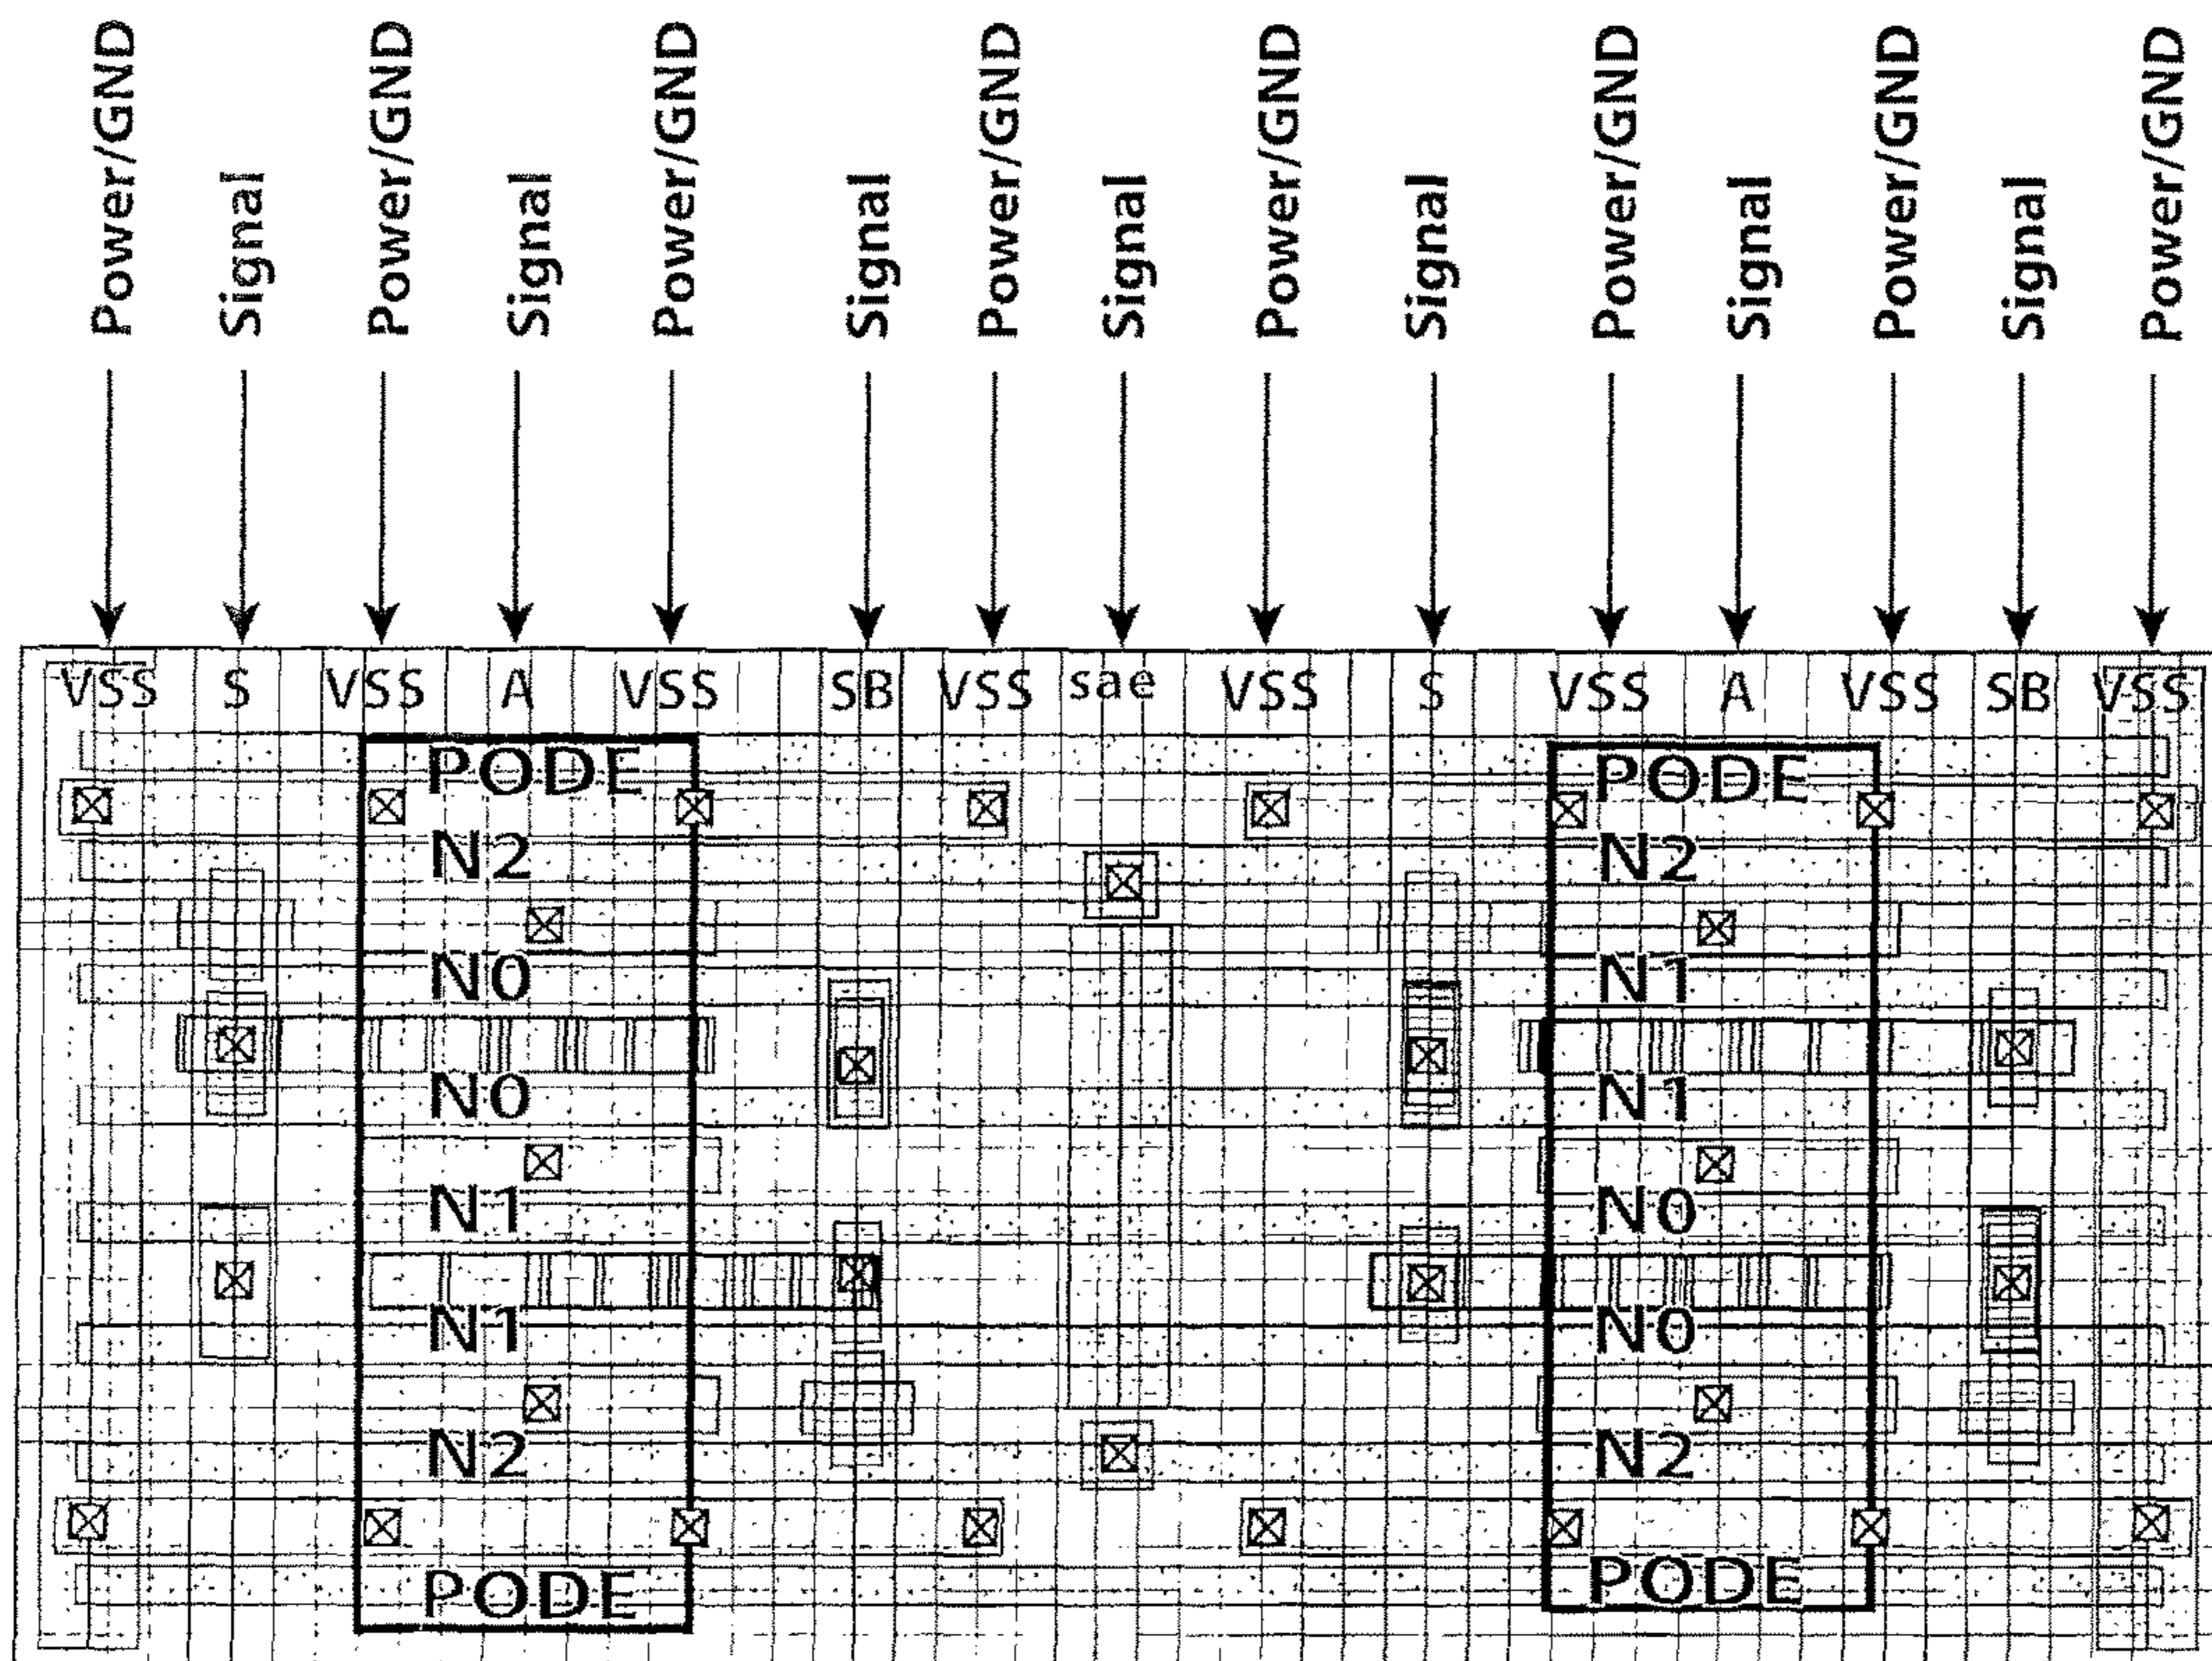 Power/GND
Signal
Power/GND
Signal
Power/GND
Signal
Power/GND
Signal
Power/GND
Signal
Power/GND
Signal
Power/GND
Signal
Power/GND
VSS S VSS A VSS SB VSS sae VSS S VSS A VSS SB VSS
PODE
N2
N0
N0
N1
N1
N2
PODE
PODE
N2
N1
N1
N0
N0
N2
PODE